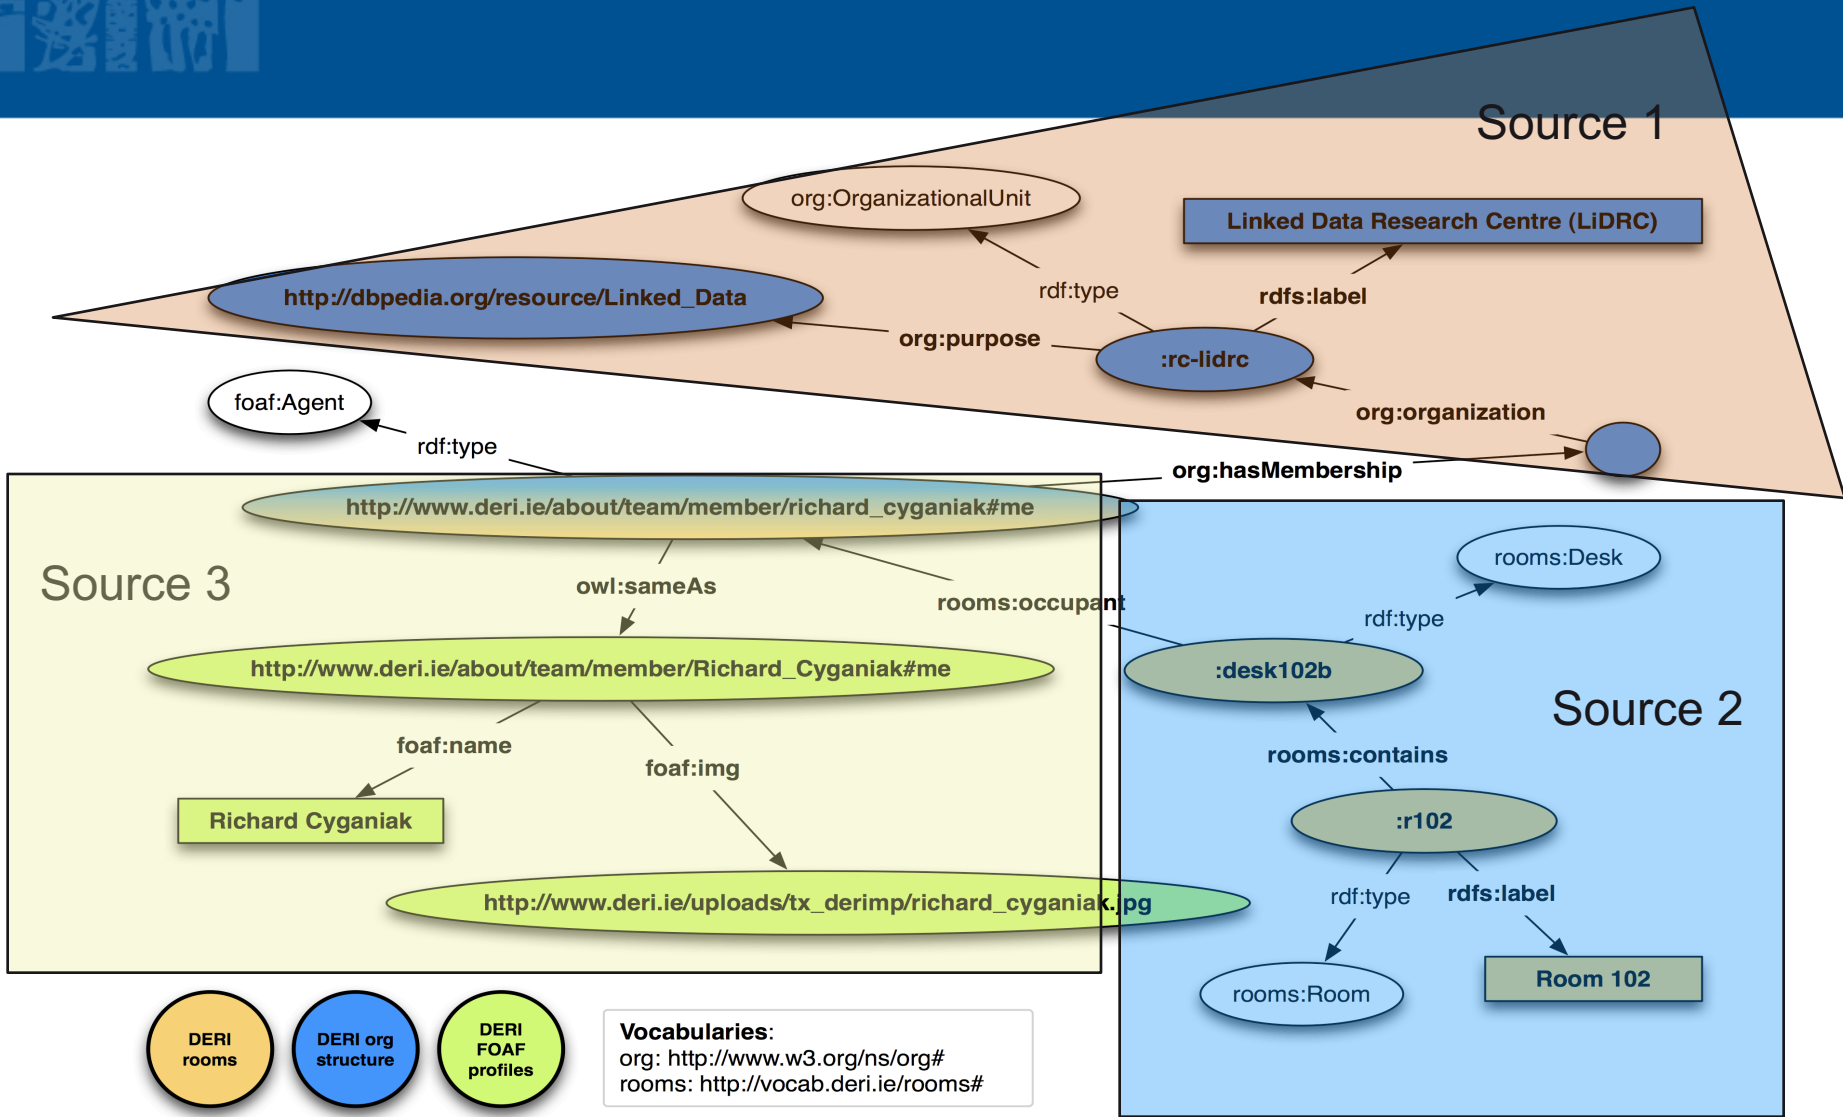 Source 1
org:OrganizationalUnit
Linked Data Research Centre (LiDRC)
http://dbpedia.org/resource/Linked_Data
rdf:type
rdfs:label
org:purpose
:rc-lidrc
foaf:Agent
org:organization
rdf:type
org:hasMembership
http://www.deri.ie/about/team/member/richard_cyganiak#me
Source 3
owl:sameAs
rooms:occupant
rooms:Desk
rdf:type
http://www.deri.ie/about/team/member/Richard_Cyganiak#me
:desk102b
Source 2
foaf:name
foaf:img
rooms:contains
Richard Cyganiak
:r102
http://www.deri.ie/uploads/tx_derimp/richard_cyganiak.jpg
rdf:type
rdfs:label
rooms:Room
Room 102
DERI
rooms
DERI org
structure
DERI
FOAF
profiles
Vocabularies:
org: http://www.w3.org/ns/org#
rooms: http://vocab.deri.ie/rooms#